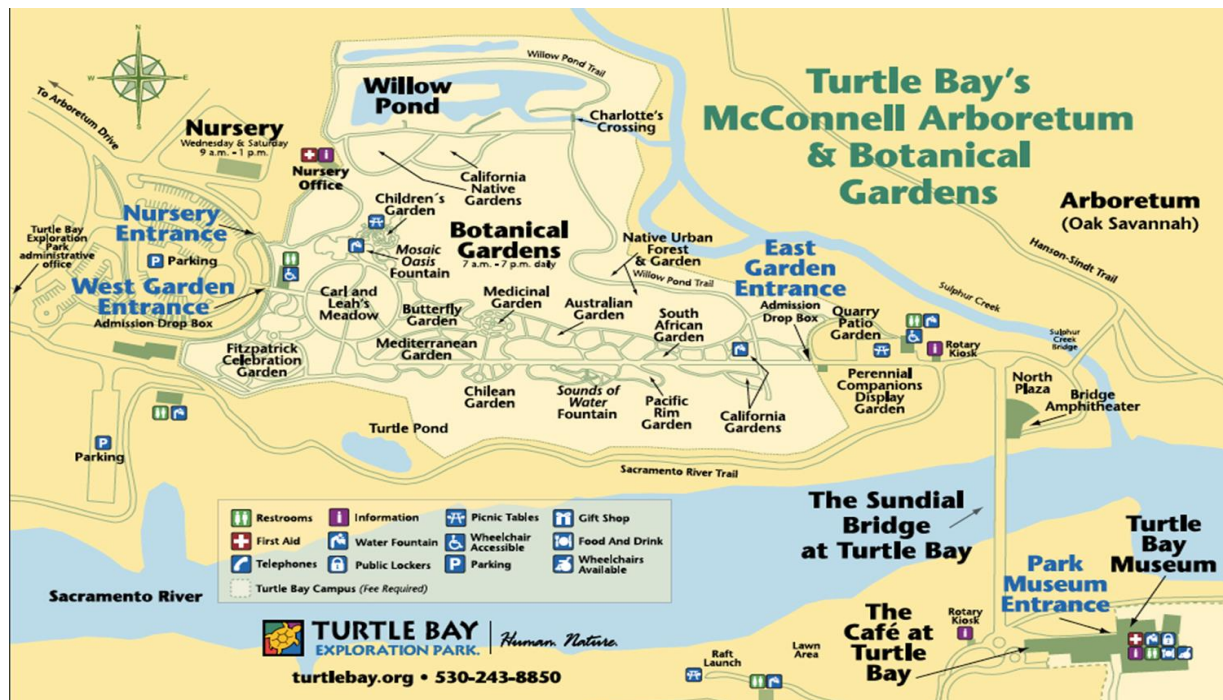 N
W
E
S
To Arboretum Drive
Nursery
Wednesday & Saturday
9 a.m. - 1 p.m.
Nursery
Office
Willow
Pond
Willow Pond Trail
Charlotte's
Crossing
Turtle Bay's
McConnell Arboretum
& Botanical
Gardens
Arboretum
(Oak Savannah)
Hanson-Sindt Trail
California
Native
Gardens
Children's
Garden
Mosaic
Oasis
Fountain
Botanical
Gardens
7 a.m. - 7 p.m. daily
Native Urban
Forest
& Garden
Willow Pond Trail
East
Garden
Entrance
Admission
Drop Box
Sulphur Creek
Sulphur
Creek
Bridge
Nursery
Entrance
Turtle Bay
Exploration
Park
administrative
office
P
Parking
West Garden
Entrance
Admission Drop Box
Carl and
Leah's
Meadow
Butterfly
Garden
Medicinal
Garden
Australian
Garden
South
African
Garden
Quarry
Patio
Garden
Rotary
Kiosk
Mediterranean
Garden
Fitzpatrick
Celebration
Garden
Chilean
Garden
Sounds of
Water
Fountain
Pacific
Rim
Garden
California
Gardens
Perennial
Companions
Display
Garden
North
Plaza
Bridge
Amphitheater
Turtle Pond
P
Parking
Sacramento River Trail
The Sundial
Bridge
at Turtle Bay
Restrooms
Information
Picnic Tables
Gift Shop
First Aid
Water Fountain
Wheelchair
Accessible
Food And Drink
Telephones
Public Lockers
P
Parking
Wheelchairs
Available
Turtle Bay Campus (Fee Required)
Sacramento River
Turtle
Bay
Museum
Park
Museum
Entrance
The
Café at
Turtle
Bay
Rotary
Kiosk
Lawn
Area
Raft
Launch
TURTLE BAY
EXPLORATION PARK.
Human. Nature.
turtlebay.org • 530-243-8850